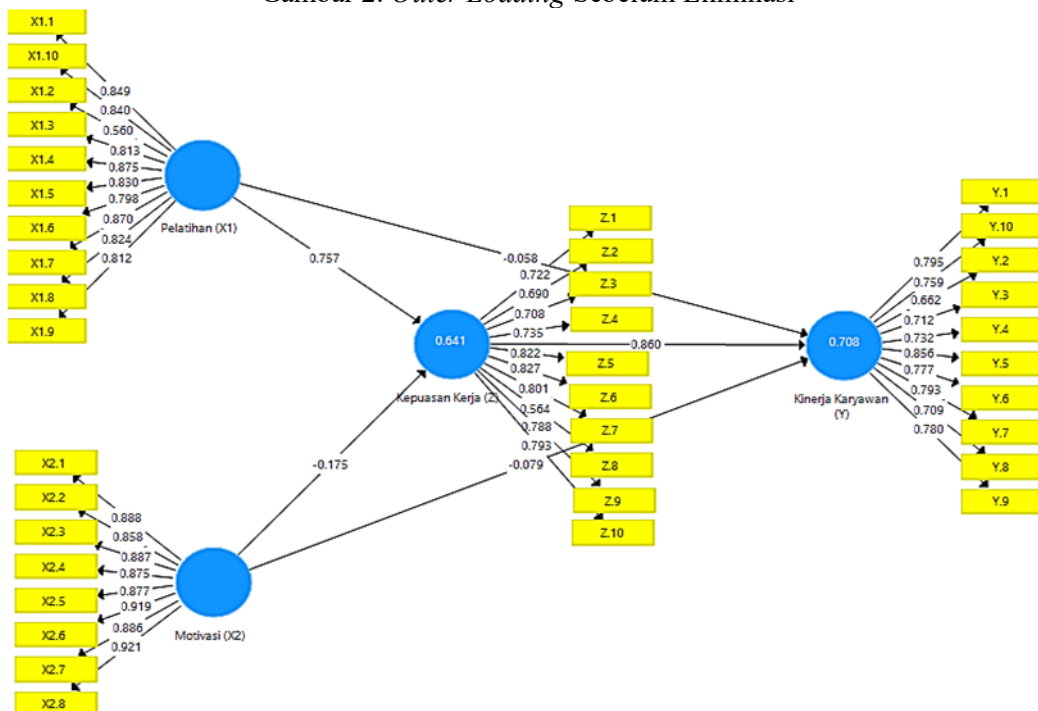 Gambar 2. Outer Loading Sebelum Eliminasi
X1.1
X1.10
X1.2
X1.3
X1.4
X1.5
X1.6
X1.7
X1.8
X1.9
0.849
0.840
0.560
0.813
0.875
0.830
0.798
0.870
0.824
0.812
Pelatihan (X1)
0.757
-0.058
X2.1
X2.2
X2.3
X2.4
X2.5
X2.6
X2.7
X2.8
0.888
0.858
0.887
0.875
0.877
0.919
0.886
0.921
Motivasi (X2)
-0.175
-0.079
0.641
Kepuasan Kerja (Z)
0.722
0.690
0.708
0.735
0.860
0.822
0.827
0.801
0.564
0.788
0.793
Z.1
Z.2
Z.3
Z.4
Z.5
Z.6
Z.7
Z.8
Z.9
Z.10
0.708
Kinerja Karyawan
(Y)
0.795
0.759
0.662
0.712
0.732
0.856
0.777
0.793
0.709
0.780
Y.1
Y.10
Y.2
Y.3
Y.4
Y.5
Y.6
Y.7
Y.8
Y.9